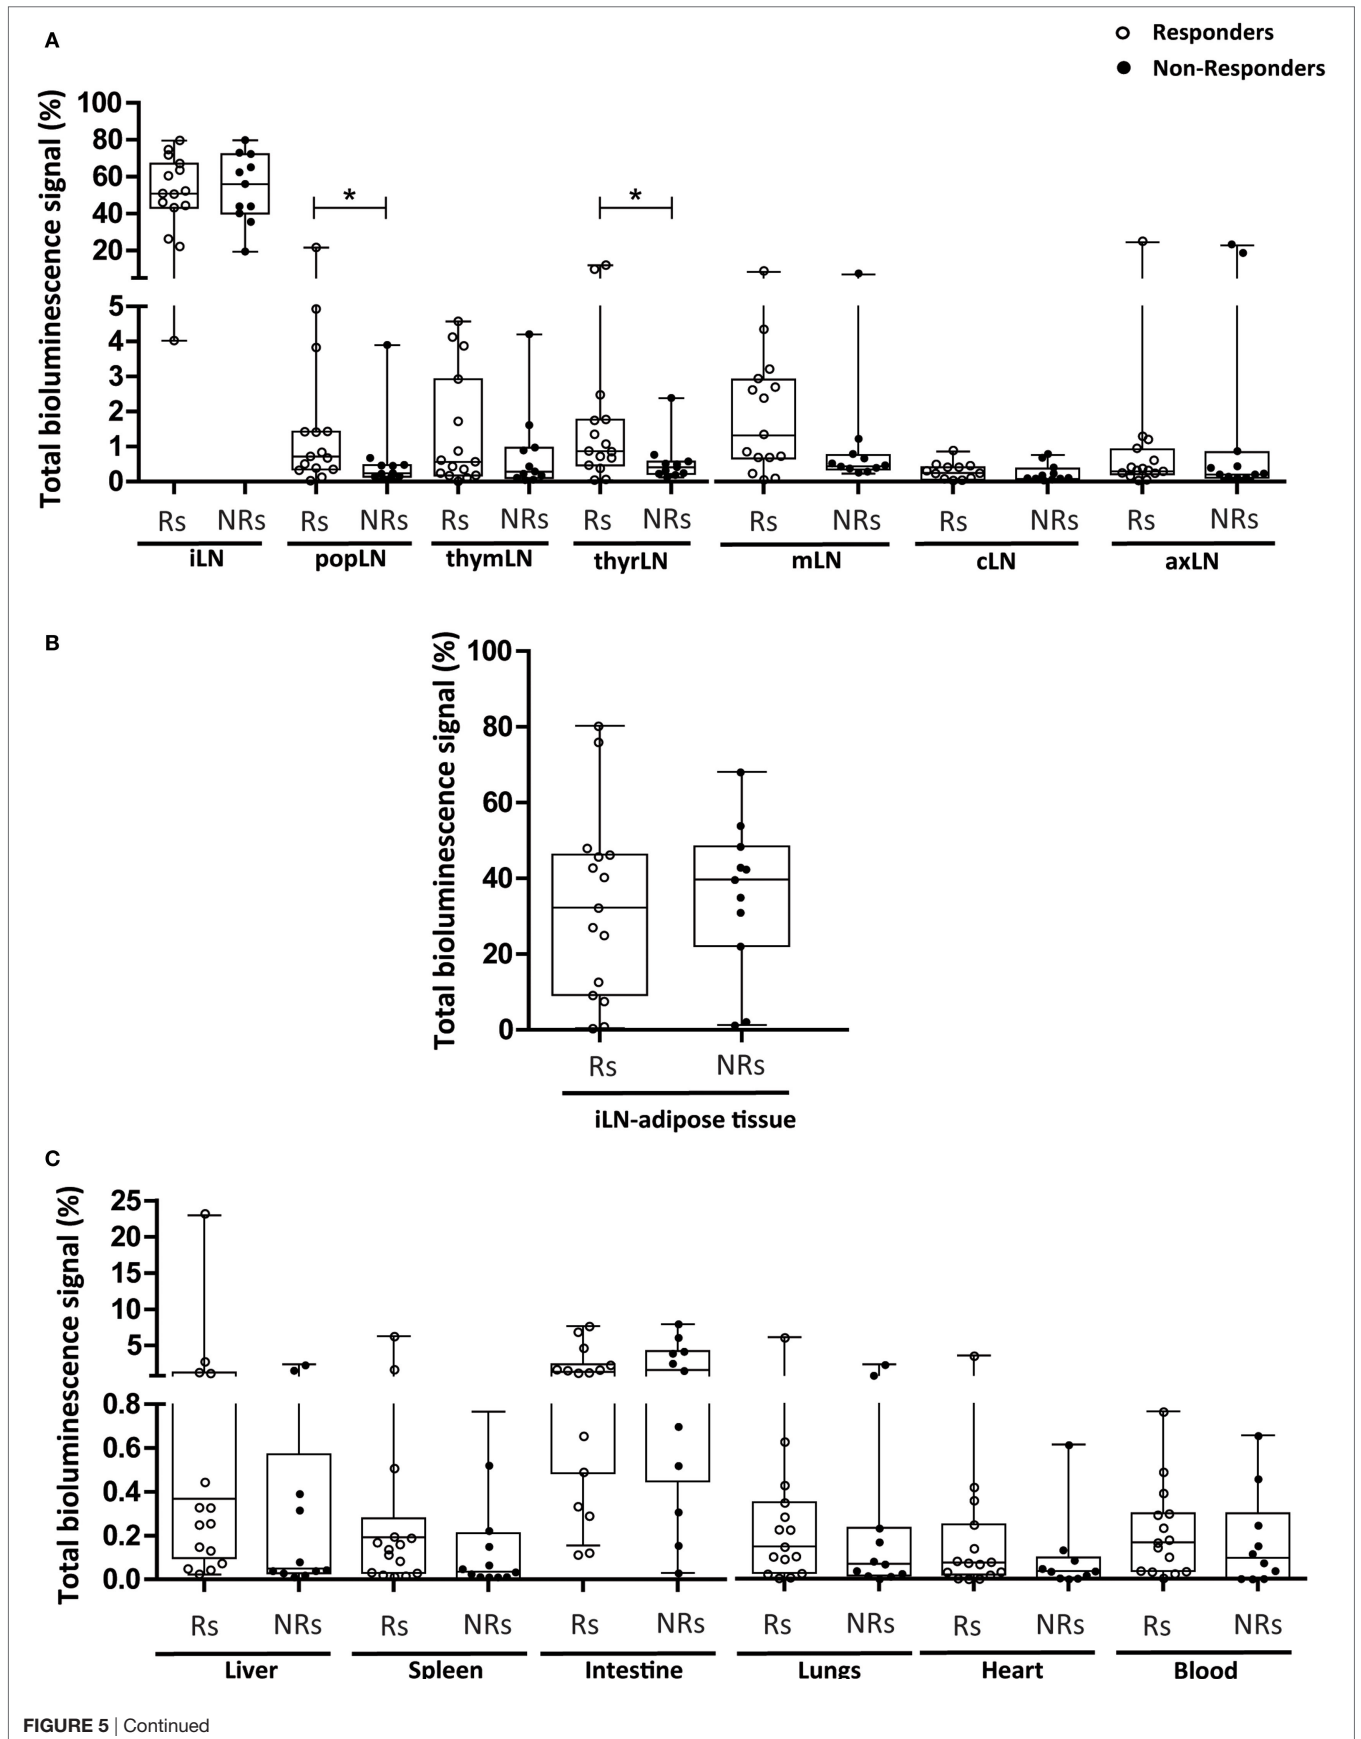 A
Responders
Non-Responders
Total bioluminescence signal (%)
100
80
60
40
20
5
4
3
2
1
0
*
*
Rs NRs Rs NRs Rs NRs Rs NRs Rs NRs Rs NRs Rs NRs
iLN popLN thymLN thyrLN mLN cLN axLN
B
Total bioluminescence signal (%)
100
80
60
40
20
0
Rs NRs
iLN-adipose tissue
C
Total bioluminescence signal (%)
25
20
15
10
5
0.8
0.6
0.4
0.2
0.0
Rs NRs Rs NRs Rs NRs Rs NRs Rs NRs Rs NRs
Liver Spleen Intestine Lungs Heart Blood
FIGURE 5 | Continued